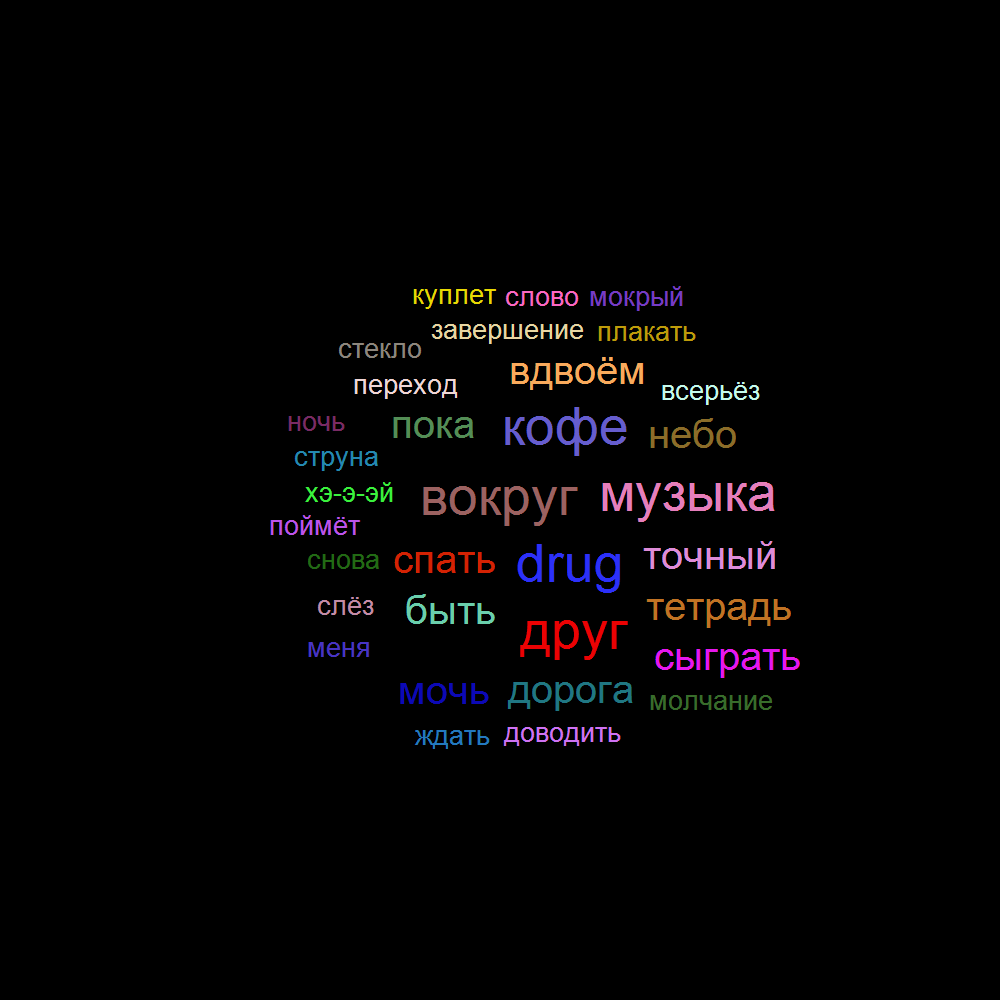 куплет слово мокрый
завершение плакать
стекло
вдвоём
переход
всерьёз
ночь пока кофе небо
струна
хэ-э-эй вокруг музыка
поймёт
снова спать drug точный
слёз быть тетрадь
меня друг сыграть
мочь дорога молчание
ждать доводить